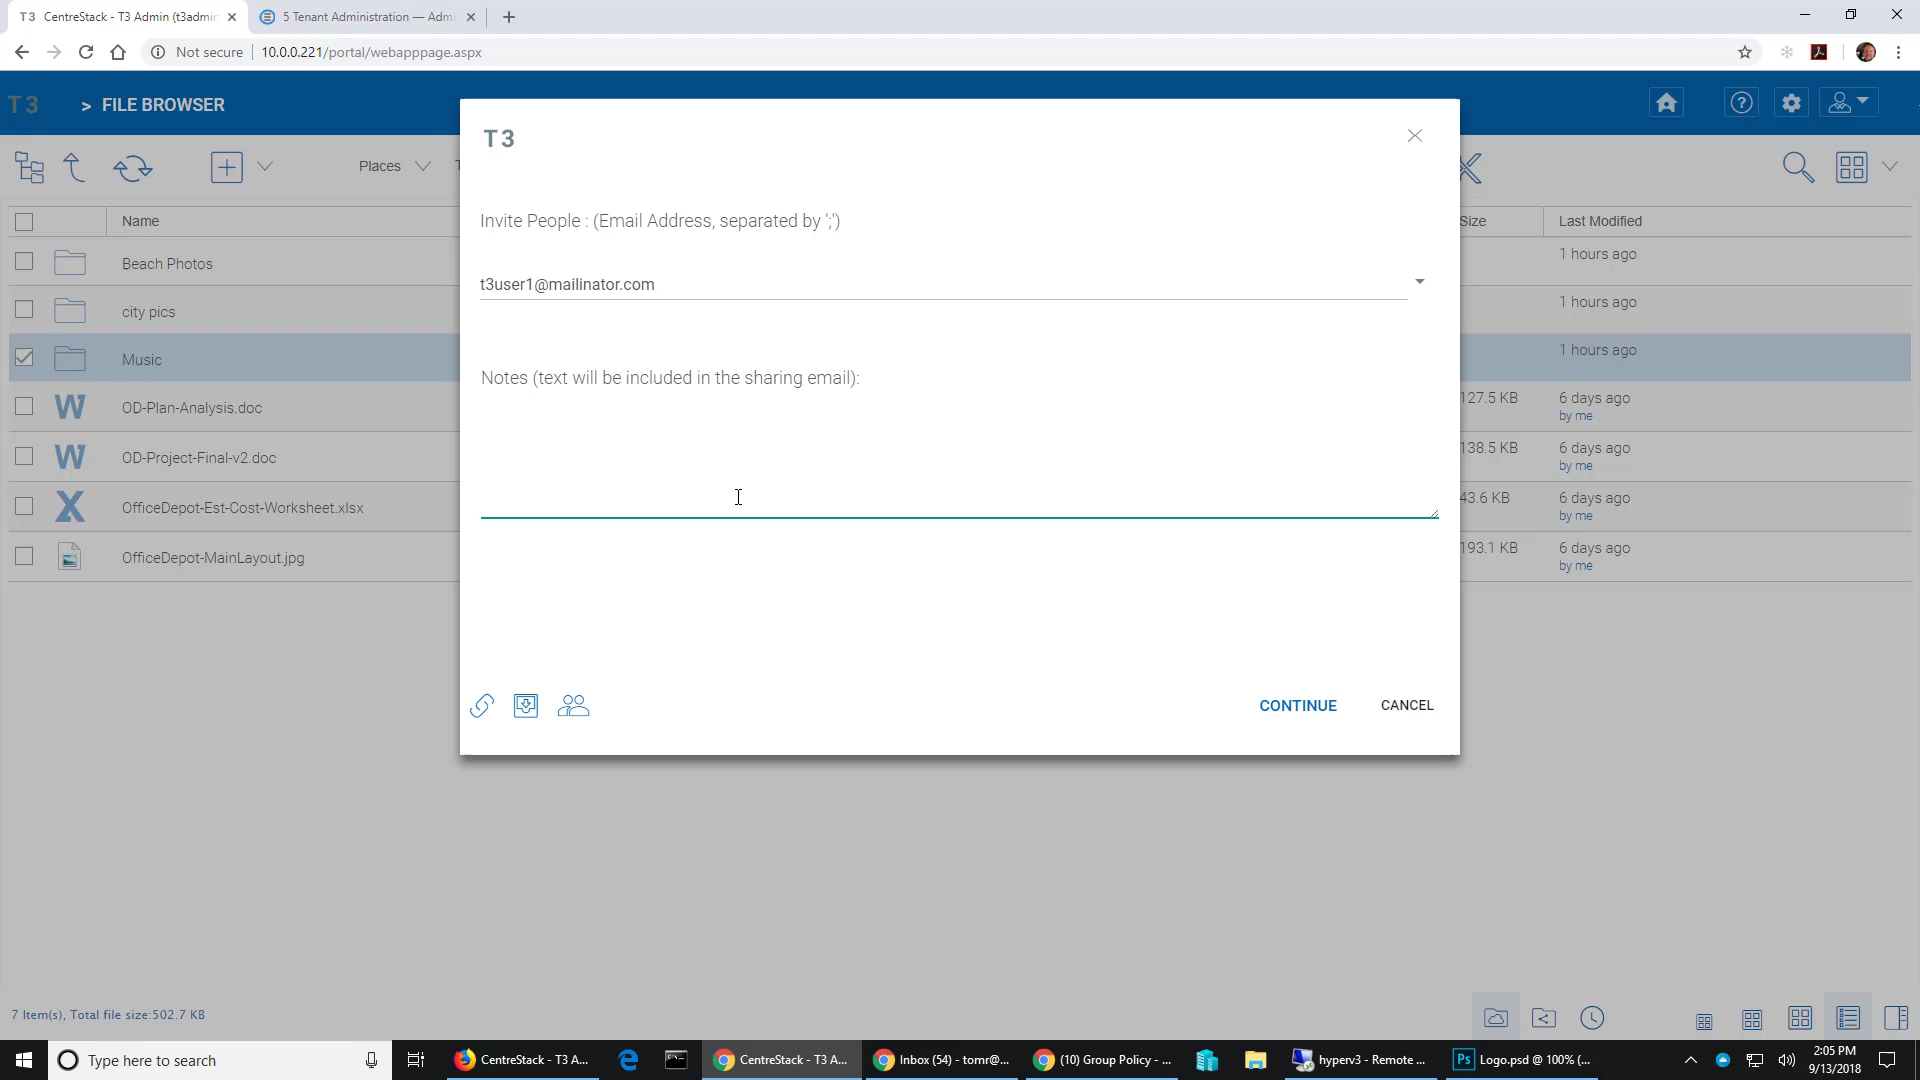 T3 CentreStack - T3 Admin (t3admin
5 Tenant Administration — Admi
Not secure
10.0.0.221/portal/webapppage.aspx
T3 > FILE BROWSER
Places
Name
Size
Last Modified
Beach Photos
1 hours ago
city pics
1 hours ago
Music
1 hours ago
OD-Plan-Analysis.doc
127.5 KB
6 days ago
by me
OD-Project-Final-v2.doc
138.5 KB
6 days ago
by me
OfficeDepot-Est-Cost-Worksheet.xlsx
43.6 KB
6 days ago
by me
OfficeDepot-MainLayout.jpg
193.1 KB
6 days ago
by me
T3
Invite People : (Email Address, separated by ';')
t3user1@mailinator.com
Notes (text will be included in the sharing email):
CONTINUE
CANCEL
7 Item(s), Total file size:502.7 KB
Type here to search
CentreStack - T3 A...
CentreStack - T3 A...
Inbox (54) - tomr@...
(10) Group Policy - ...
hyperv3 - Remote ...
Ps Logo.psd @ 100% (...
2:05 PM
9/13/2018